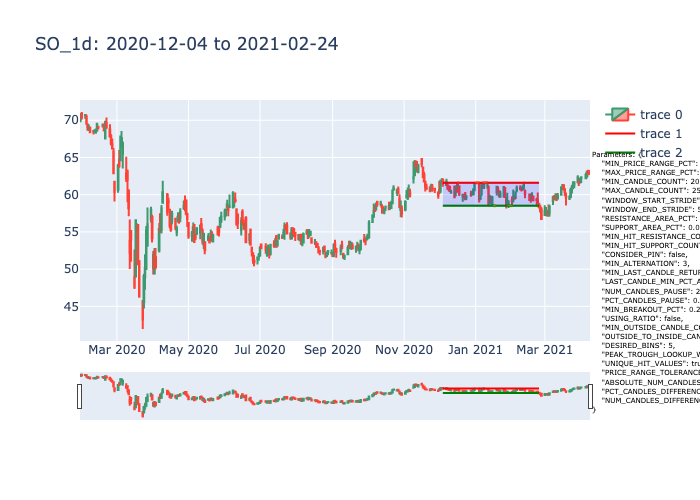 SO_1d: 2020-12-04 to 2021-02-24
70
65
60
55
50
45
Mar 2020
May 2020
Jul 2020
Sep 2020
Nov 2020
Jan 2021
Mar 2021
trace 0
trace 1
trace 2
Parameters: {
"MIN_PRICE_RANGE_PCT":
"MAX_PRICE_RANGE_PCT":
"MIN_CANDLE_COUNT": 20
"MAX_CANDLE_COUNT": 25
"WINDOW_START_STRIDE"
"WINDOW_END_STRIDE": 5
"RESISTANCE_AREA_PCT":
"SUPPORT_AREA_PCT": 0.0
"MIN_HIT_RESISTANCE_CO
"MIN_HIT_SUPPORT_COUNT
"CONSIDER_PIN": false,
"MIN_ALTERNATION": 3,
"MIN_LAST_CANDLE_RETUR
"LAST_CANDLE_MIN_PCT_A
"NUM_CANDLES_PAUSE": 2
"PCT_CANDLES_PAUSE": 0.
"MIN_BREAKOUT_PCT": 0.2
"USING_RATIO": false,
"MIN_OUTSIDE_CANDLE_CO
"OUTSIDE_TO_INSIDE_CAN
"DESIRED_BINS": 5,
"PEAK_TROUGH_LOOKUP_W
"UNIQUE_HIT_VALUES": tru
"PRICE_RANGE_TOLERANC
"ABSOLUTE_NUM_CANDLES
"PCT_CANDLES_DIFFERENC
"NUM_CANDLES_DIFFEREN
}